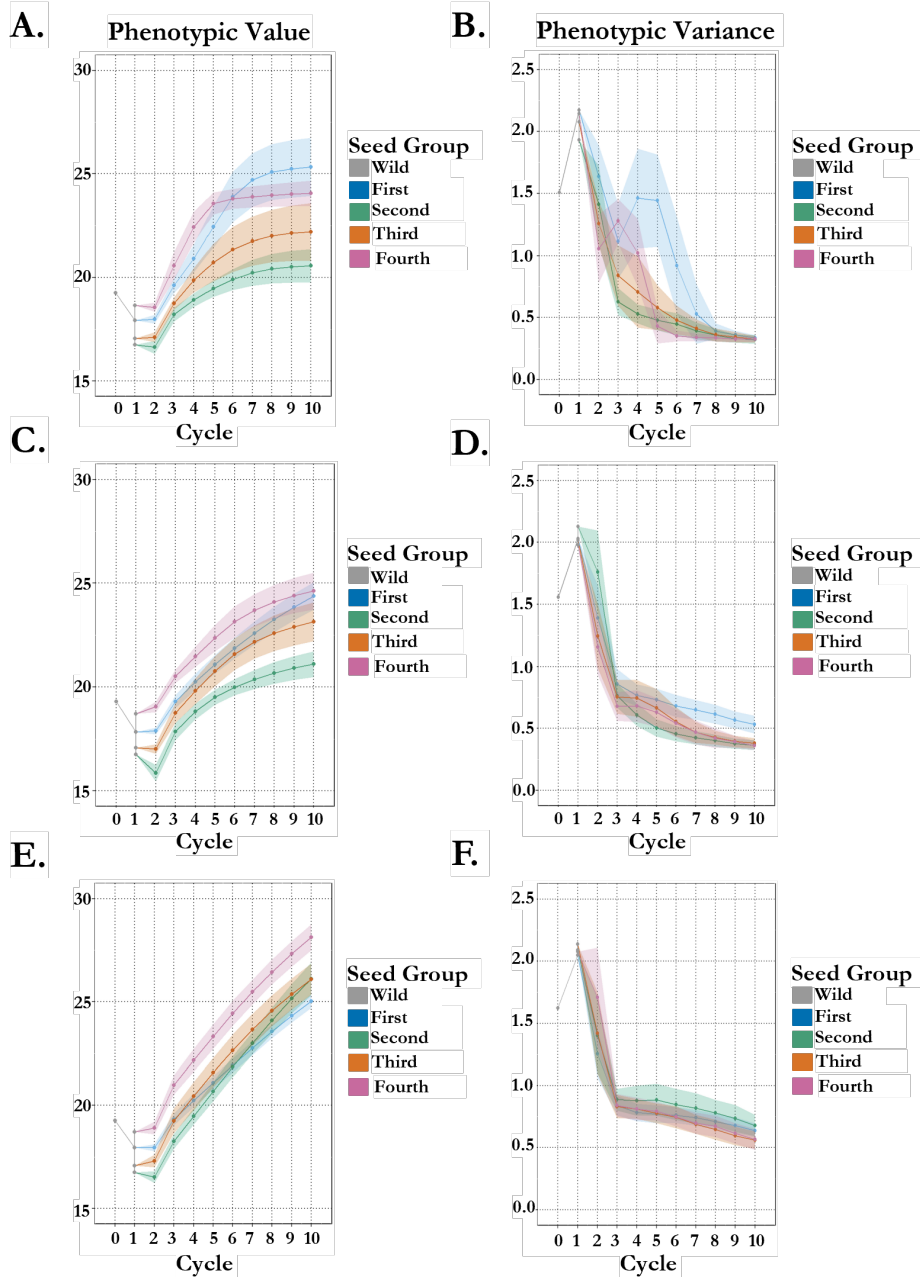 A.
Phenotypic Value
30
25
20
15
0 1 2 3 4 5 6 7 8 9 10
Cycle
Seed Group
Wild
First
Second
Third
Fourth
B.
Phenotypic Variance
2.5
2.0
1.5
1.0
0.5
0.0
0 1 2 3 4 5 6 7 8 9 10
Cycle
Seed Group
Wild
First
Second
Third
Fourth
C.
30
25
20
15
0 1 2 3 4 5 6 7 8 9 10
Cycle
Seed Group
Wild
First
Second
Third
Fourth
D.
2.5
2.0
1.5
1.0
0.5
0.0
0 1 2 3 4 5 6 7 8 9 10
Cycle
Seed Group
Wild
First
Second
Third
Fourth
E.
30
25
20
15
0 1 2 3 4 5 6 7 8 9 10
Cycle
Seed Group
Wild
First
Second
Third
Fourth
F.
2.5
2.0
1.5
1.0
0.5
0.0
0 1 2 3 4 5 6 7 8 9 10
Cycle
Seed Group
Wild
First
Second
Third
Fourth